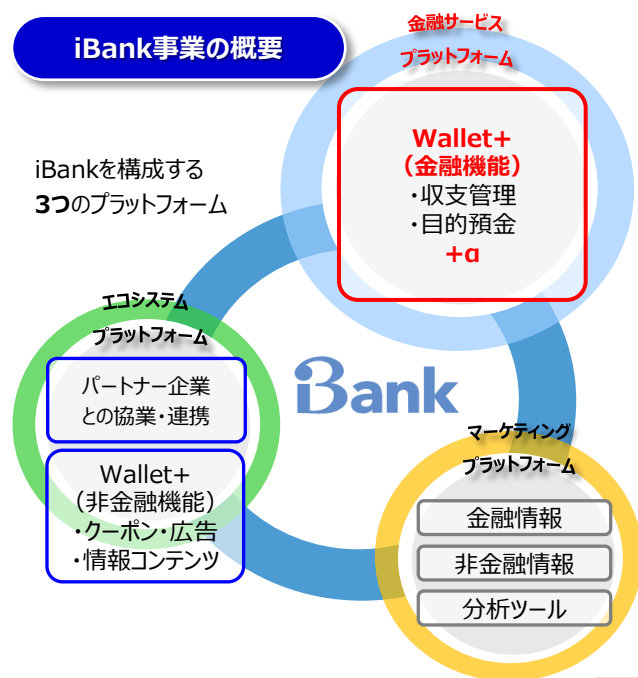 iBank事業の概要
iBankを構成する
3つのプラットフォーム
金融サービス
プラットフォーム
Wallet+
(金融機能)
・収支管理
・目的預金
+α
エコシステム
プラットフォーム
パートナー企業
との協業・連携
Wallet+
(非金融機能)
・クーポン・広告
・情報コンテンツ
iBank
マーケティング
プラットフォーム
金融情報
非金融情報
分析ツール